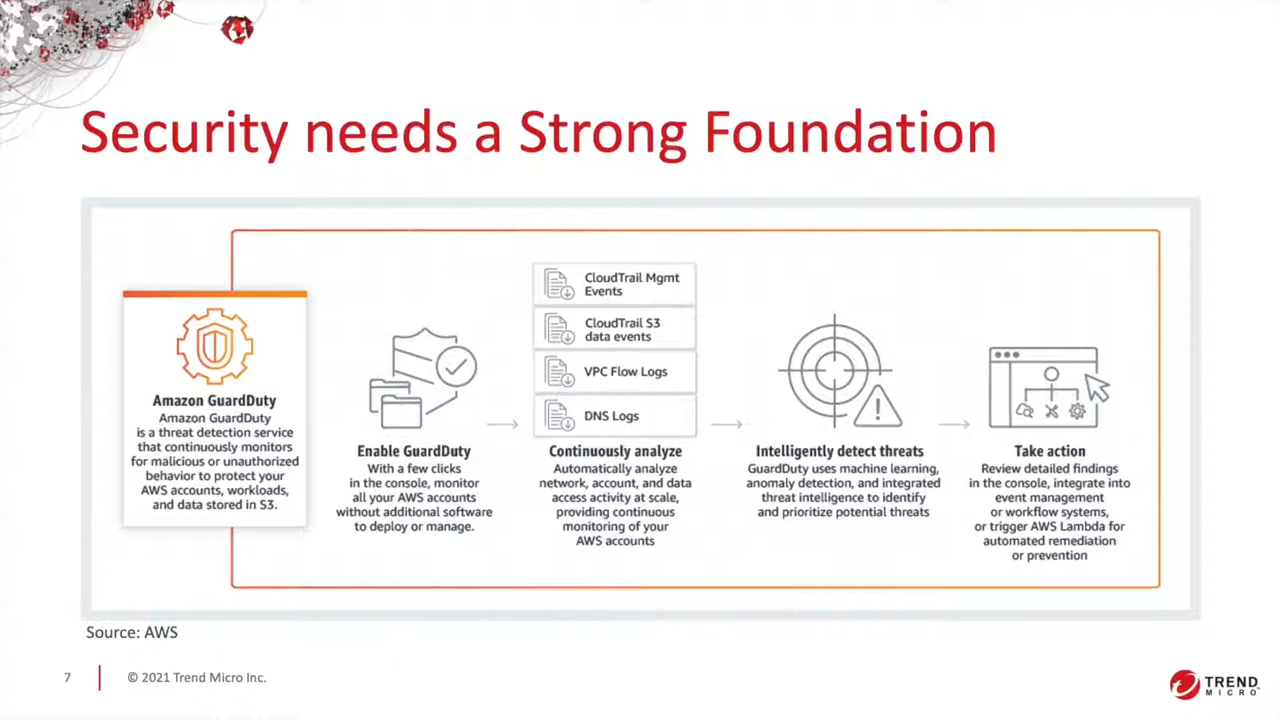 Security needs a Strong Foundation
Amazon GuardDuty
Amazon GuardDuty
is a threat detection service
that continuously monitors
for malicious or unauthorized
behavior to protect your
AWS accounts, workloads,
and data stored in S3.
Enable GuardDuty
With a few clicks
in the console, monitor
all your AWS accounts
without additional software
to deploy or manage.
CloudTrail Mgmt
Events
CloudTrail S3
data events
VPC Flow Logs
DNS Logs
Continuously analyze
Automatically analyze
network, account, and data
access activity at scale,
providing continuous
monitoring of your
AWS accounts
Intelligently detect threats
GuardDuty uses machine learning,
anomaly detection, and integrated
threat intelligence to identify
and prioritize potential threats
Take action
Review detailed findings
in the console, integrate into
event management
or workflow systems,
or trigger AWS Lambda for
automated remediation
or prevention
Source: AWS
7
© 2021 Trend Micro Inc.
TREND
MICRO